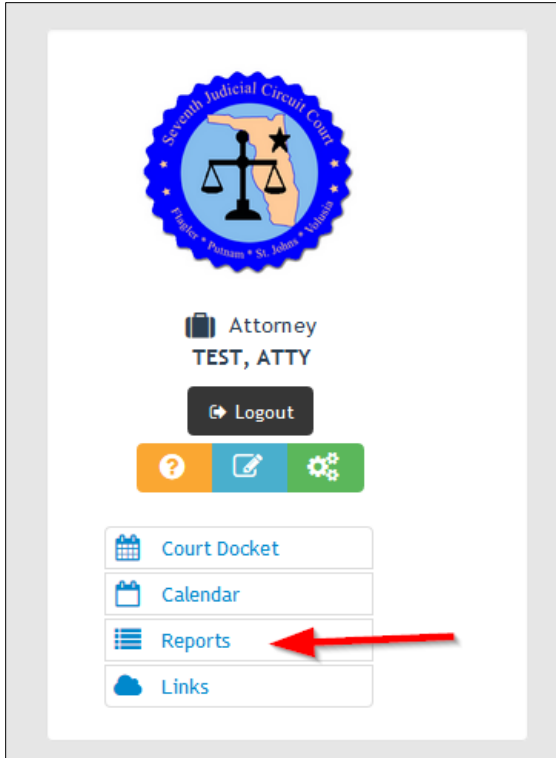 Seventh Judicial Circuit Court
Flagler * Putnam * St. Johns * Volusia
Attorney
TEST, ATTY
Logout
Court Docket
Calendar
Reports
Links